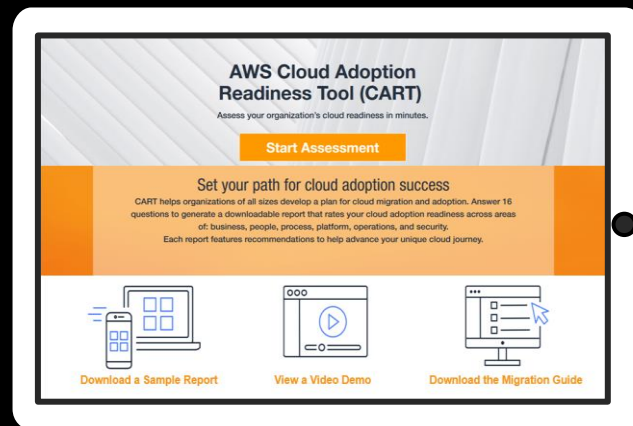 AWS Cloud Adoption
Readiness Tool (CART)
Assess your organization's cloud readiness in minutes.
Start Assessment
Set your path for cloud adoption success
CART helps organizations of all sizes develop a plan for cloud migration and adoption. Answer 16
questions to generate a downloadable report that rates your cloud adoption readiness across areas
of: business, people, process, platform, operations, and security.
Each report features recommendations to help advance your unique cloud journey.
Download a Sample Report
View a Video Demo
Download the Migration Guide